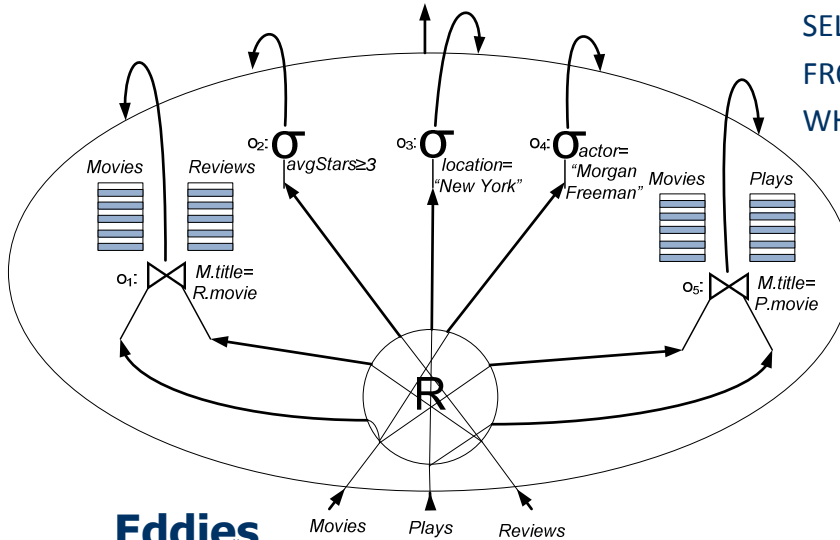 SEL
FRO
WH
o₂: σ avgStars≥3
o₃: σ location=
"New York"
o₄: σ actor=
"Morgan
Freeman"
Movies Reviews
Movies Plays
o₁: M.title=
R.movie
o₅: M.title=
P.movie
R
Eddies
Movies Plays Reviews